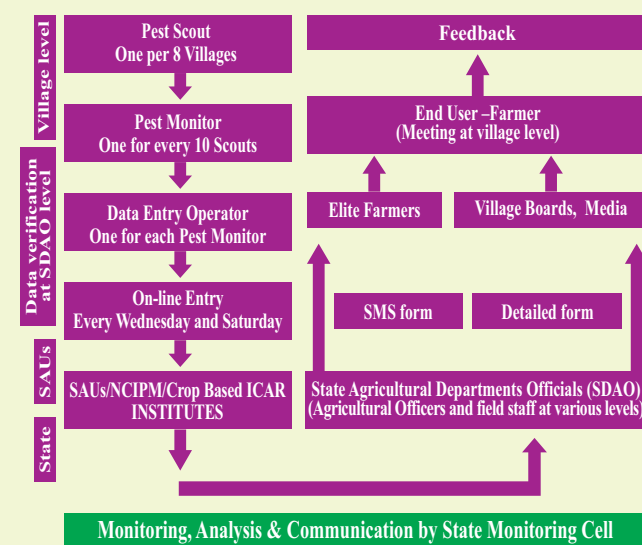 Village level
Data verification
at SDAO level
SAUs
State
Pest Scout
One per 8 Villages
Pest Monitor
One for every 10 Scouts
Data Entry Operator
One for each Pest Monitor
On-line Entry
Every Wednesday and Saturday
SAUs/NCIPM/Crop Based ICAR
INSTITUTES
Feedback
End User –Farmer
(Meeting at village level)
Elite Farmers
Village Boards, Media
SMS form
Detailed form
State Agricultural Departments Officials (SDAO)
(Agricultural Officers and field staff at various levels)
Monitoring, Analysis & Communication by State Monitoring Cell